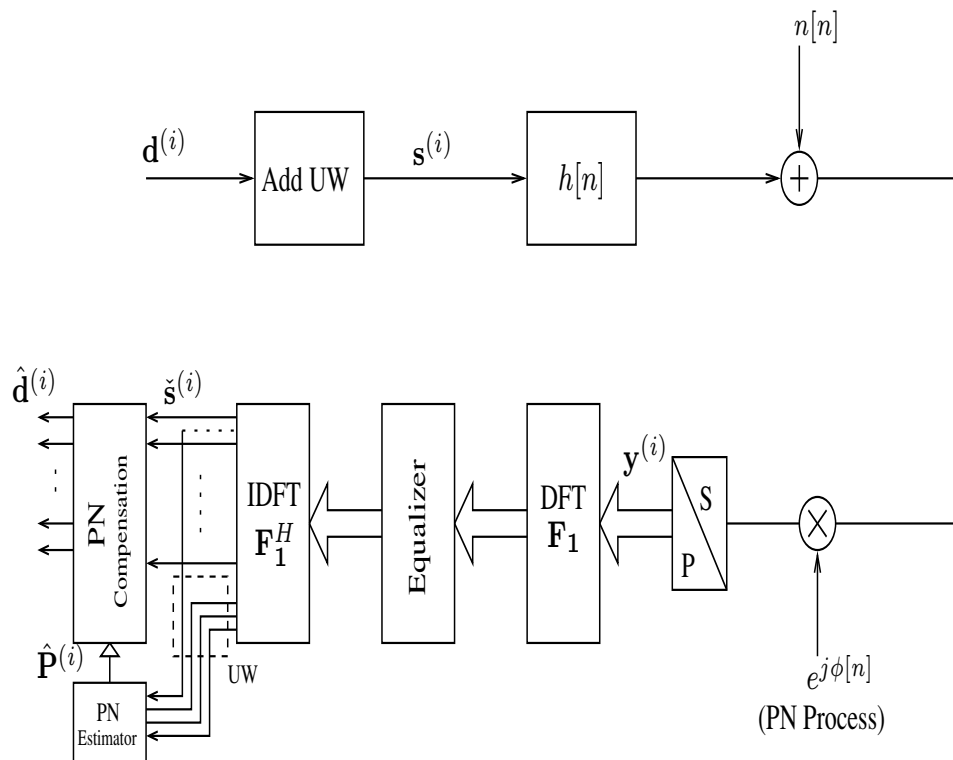 n[n]
d^(i)
Add UW
s^(i)
h[n]
+
d̂^(i)
š^(i)
PN
Compensation
IDFT
F_1^H
Equalizer
DFT
F_1
y^(i)
S
P
×
P̂^(i)
UW
PN
Estimator
e^{jϕ[n]}
(PN Process)